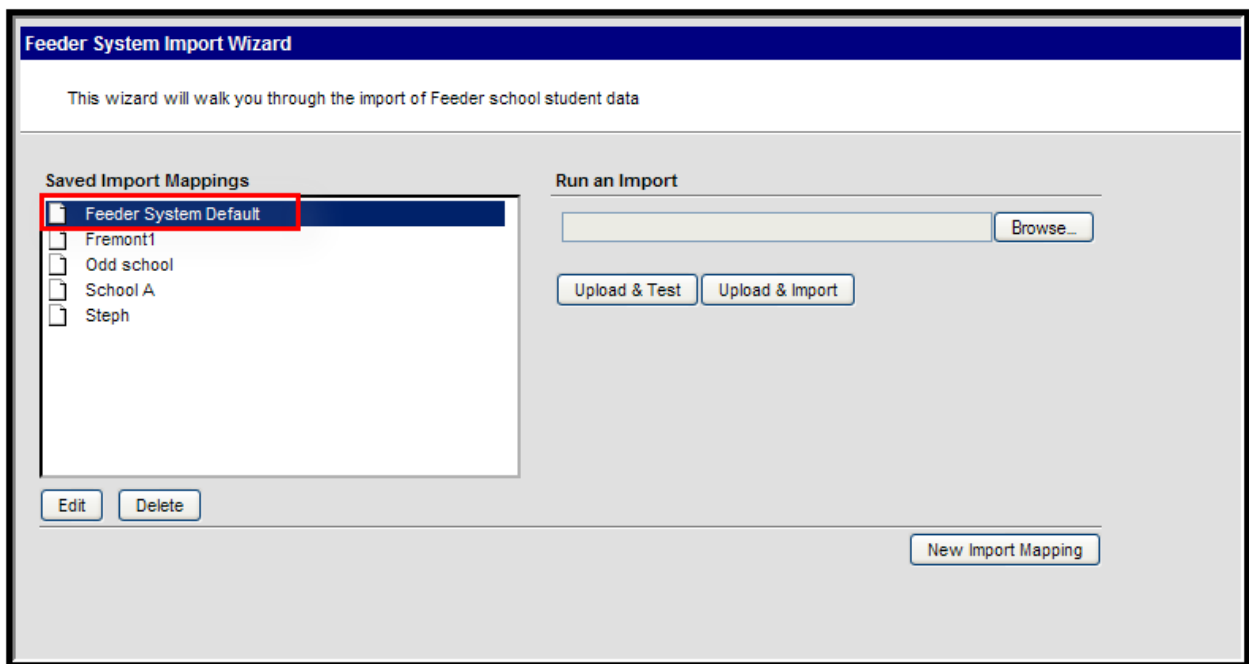 Feeder System Import Wizard
This wizard will walk you through the import of Feeder school student data
Saved Import Mappings
Feeder System Default
Fremont1
Odd school
School A
Steph
Edit Delete
Run an Import
Browse...
Upload & Test Upload & Import
New Import Mapping